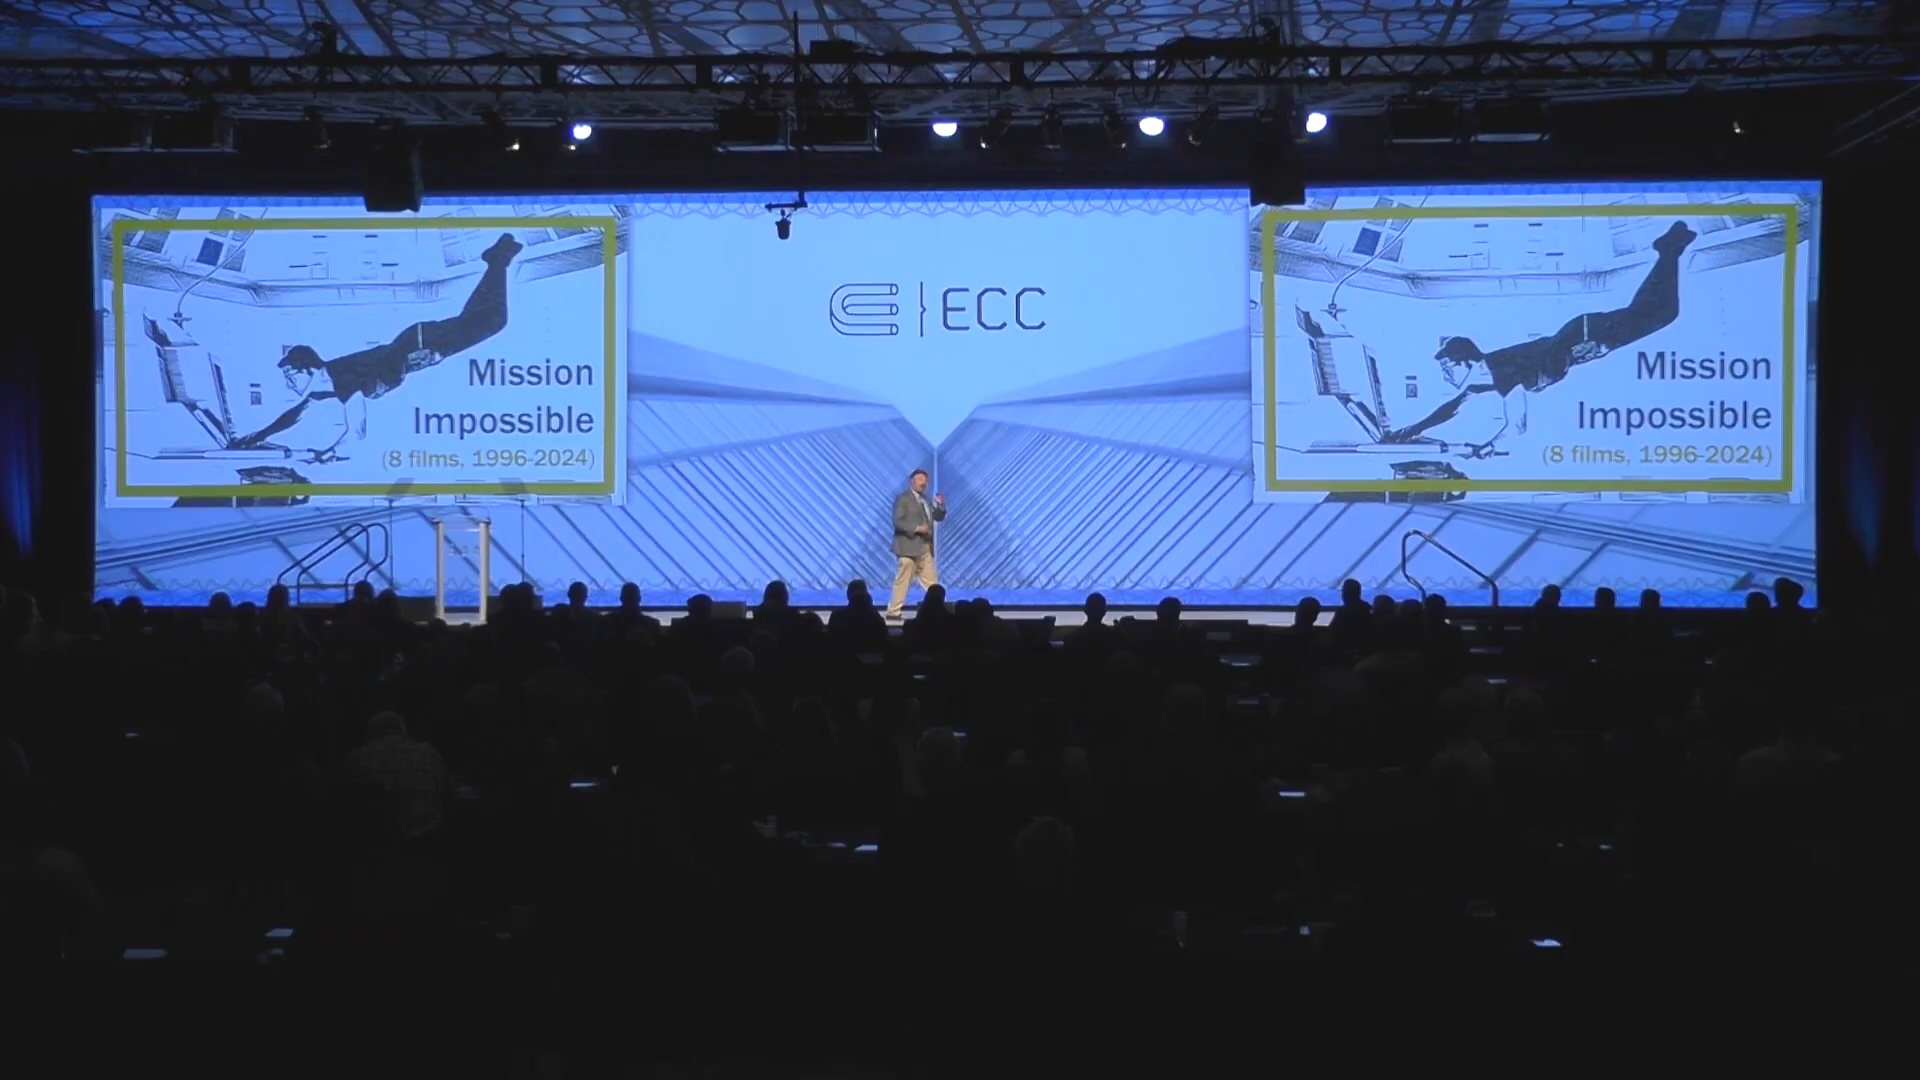 Mission
Impossible
(8 films, 1996-2024)
ECC
Mission
Impossible
(8 films, 1996-2024)